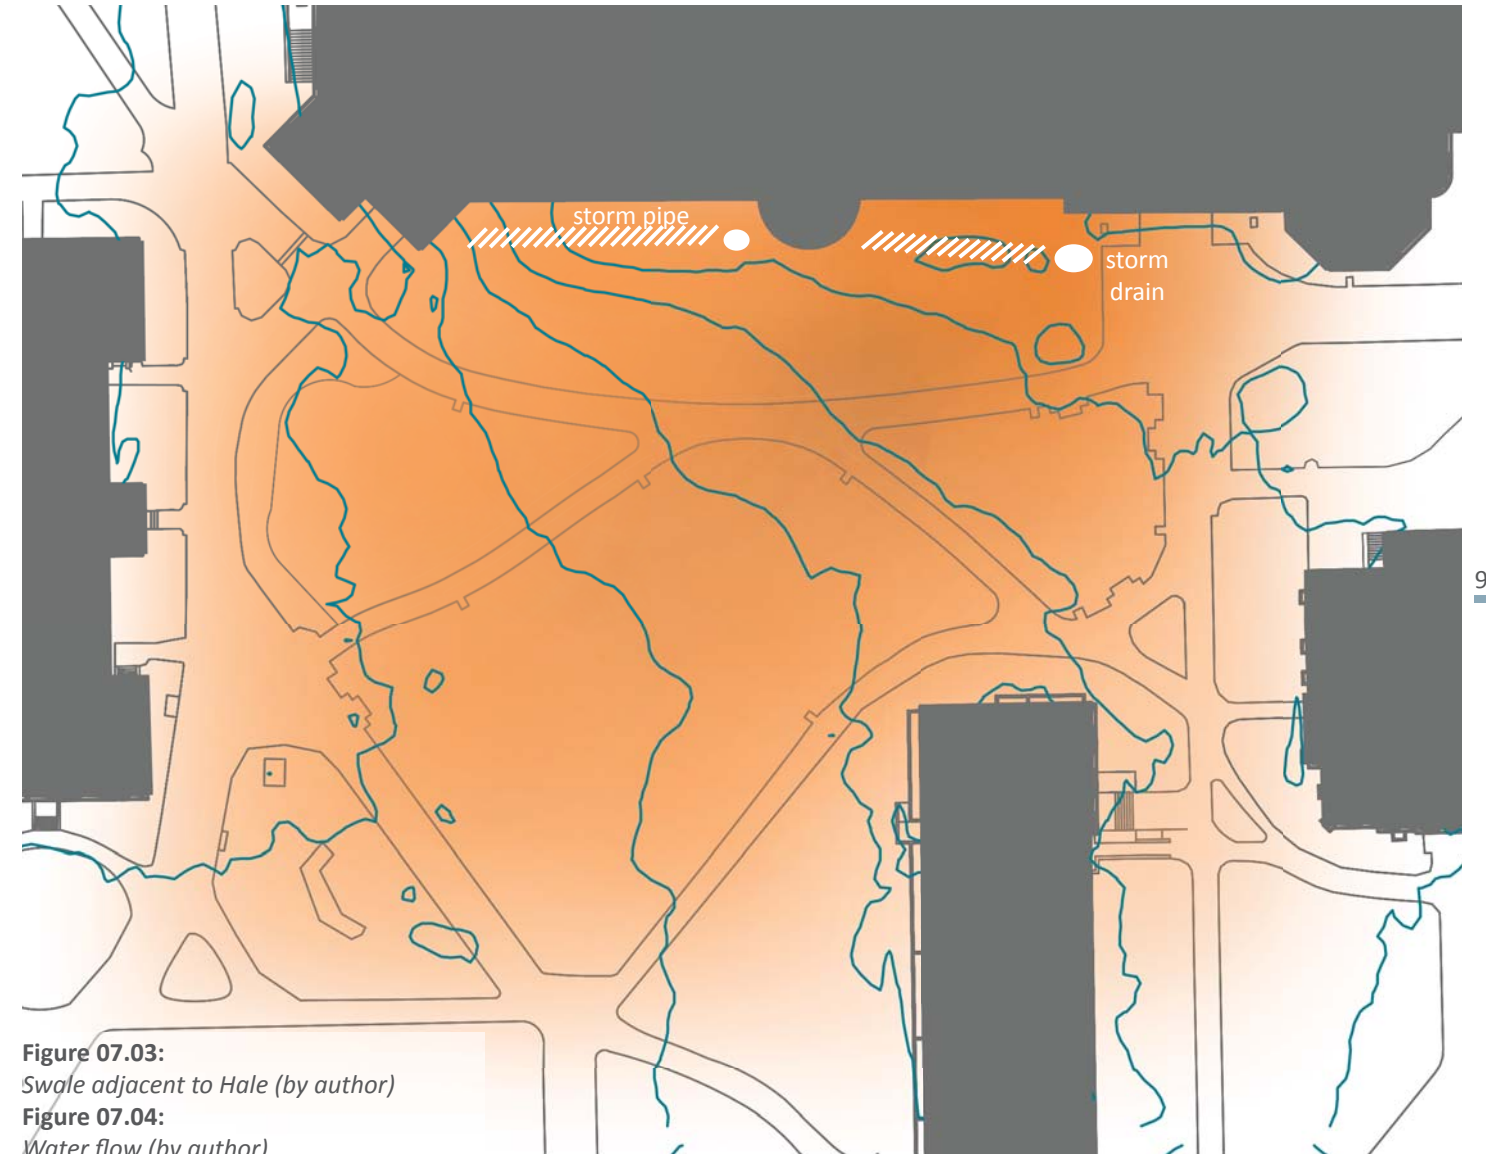 storm pipe
storm
drain
9
Figure 07.03:
Swale adjacent to Hale (by author)
Figure 07.04:
Water flow (by author)